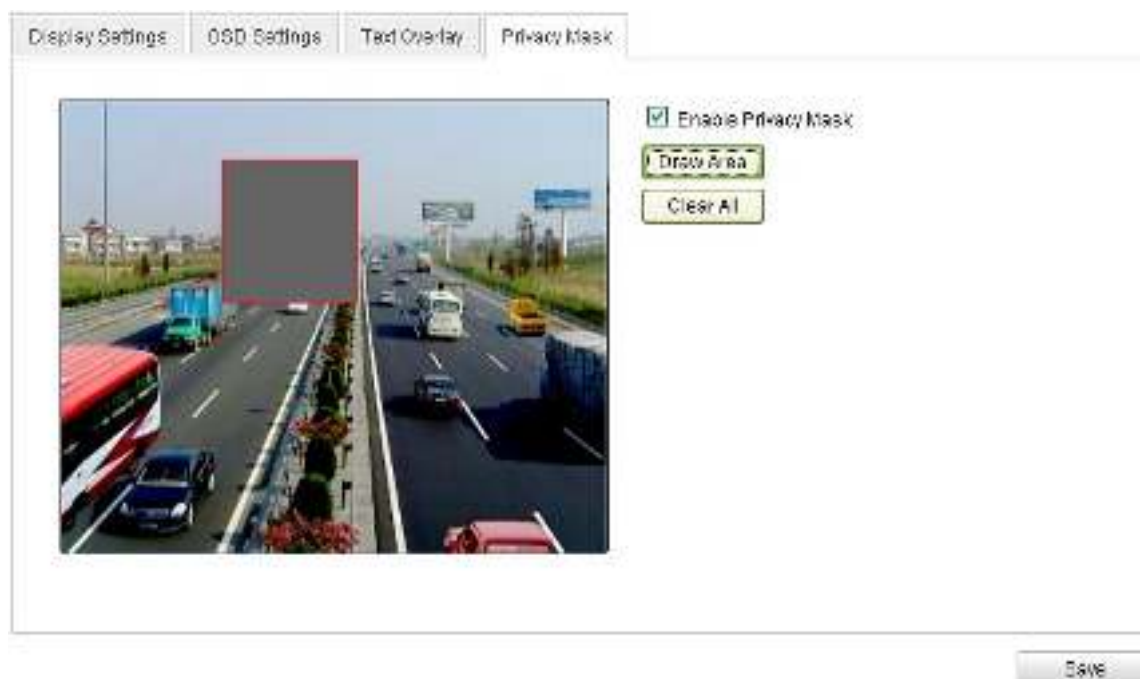 Display Settings
OSD Settings
Text Overlay
Privacy Mask
Enable Privacy Mask
Draw Area
Clear All
Save